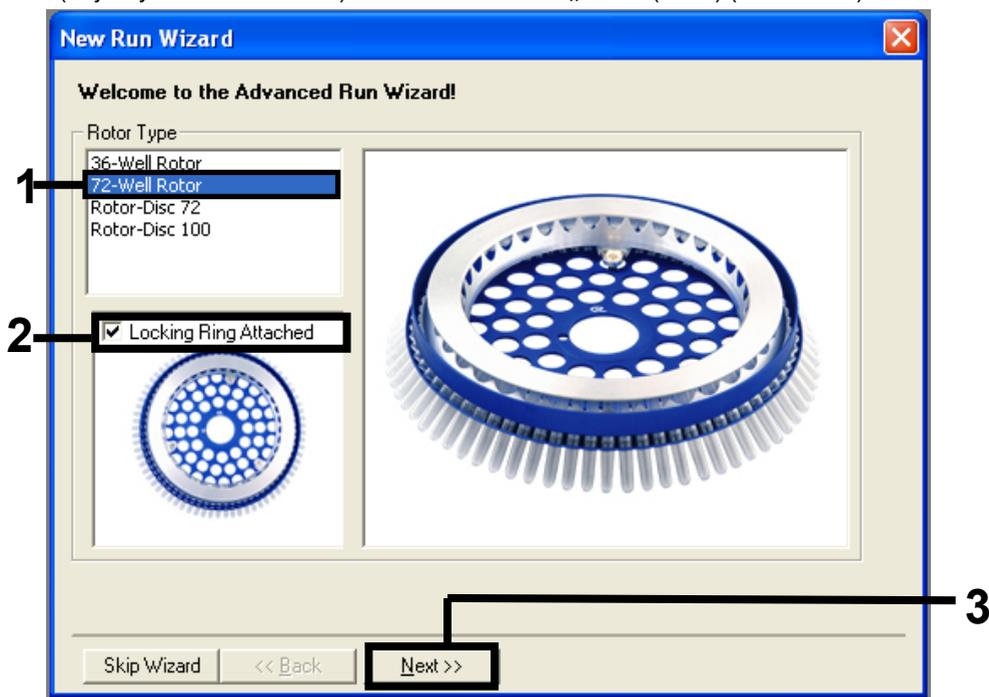 New Run Wizard
Welcome to the Advanced Run Wizard!
Rotor Type
36-Well Rotor
1
72-Well Rotor
Rotor-Disc 72
Rotor-Disc 100
2
Locking Ring Attached
3
Skip Wizard
<< Back
Next >>